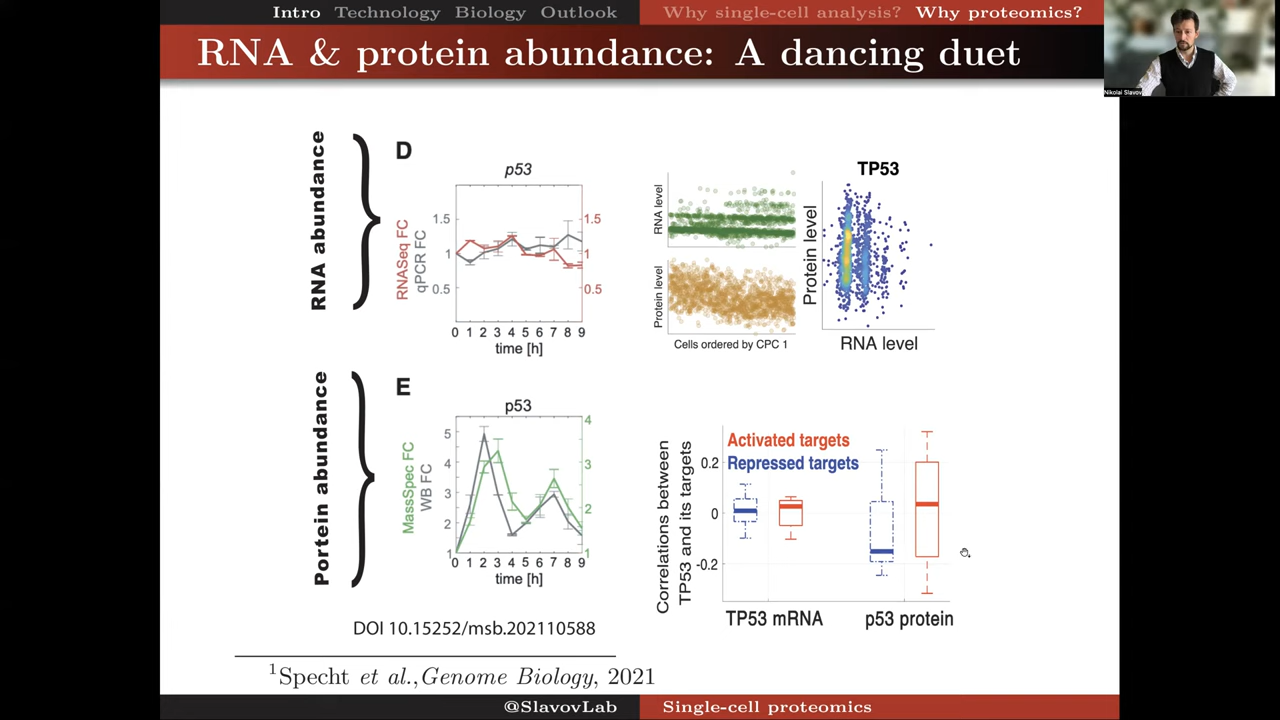 Intro Technology Biology Outlook Why single-cell analysis? Why proteomics?
RNA & protein abundance: A dancing duet
Nikolai Slavov
RNA abundance
D
p53
RNASeq FC
qPCR FC
1.5
1
0.5
1.5
1
0.5
0 1 2 3 4 5 6 7 8 9
time [h]
RNA level
Protein level
Cells ordered by CPC 1
TP53
Protein level
RNA level
Portein abundance
E
p53
MassSpec FC
WB FC
5
4
3
2
1
4
3
2
1
0 1 2 3 4 5 6 7 8 9
time [h]
DOI 10.15252/msb.202110588
Correlations between
TP53 and its targets
Activated targets
Repressed targets
0.2
0
-0.2
TP53 mRNA p53 protein
1Specht et al.,Genome Biology, 2021
@SlavovLab Single-cell proteomics